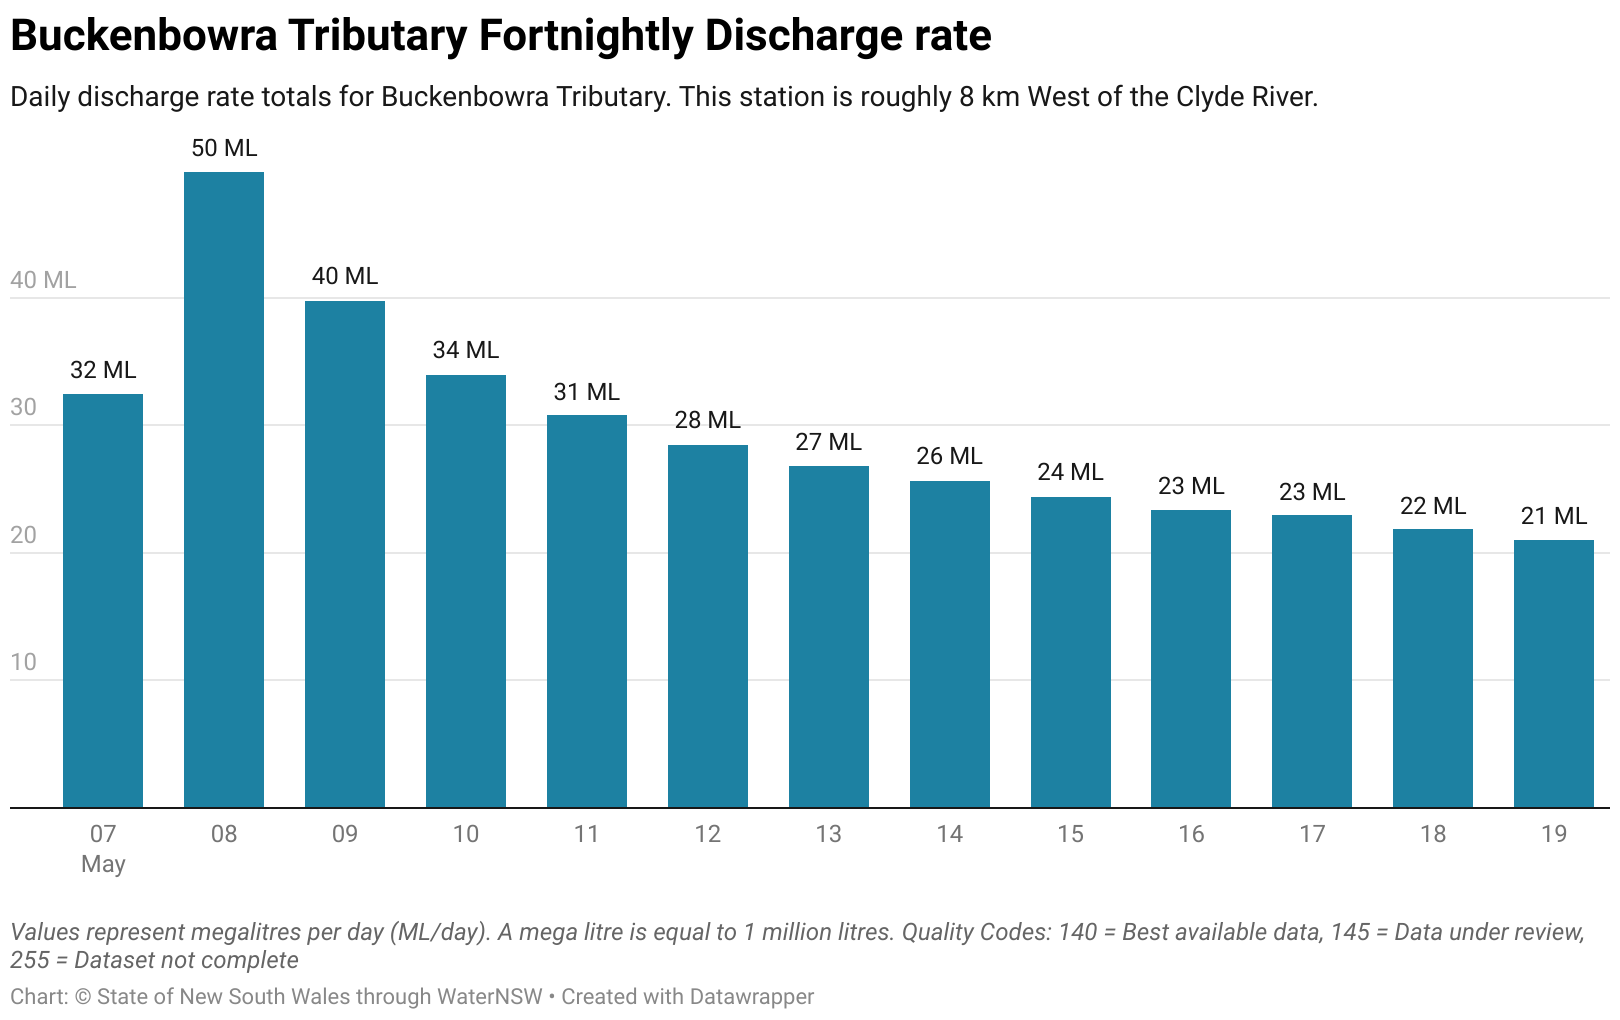 Buckenbowra Tributary Fortnightly Discharge rate
Daily discharge rate totals for Buckenbowra Tributary. This station is roughly 8 km West of the Clyde River.
50 ML
40 ML
40 ML
34 ML
32 ML
31 ML
30
28 ML
27 ML
26 ML
24 ML
23 ML
23 ML
22 ML
21 ML
20
10
07 08 09 10 11 12 13 14 15 16 17 18 19
May
Values represent megalitres per day (ML/day). A mega litre is equal to 1 million litres. Quality Codes: 140 = Best available data, 145 = Data under review,
255 = Dataset not complete
Chart: © State of New South Wales through WaterNSW • Created with Datawrapper